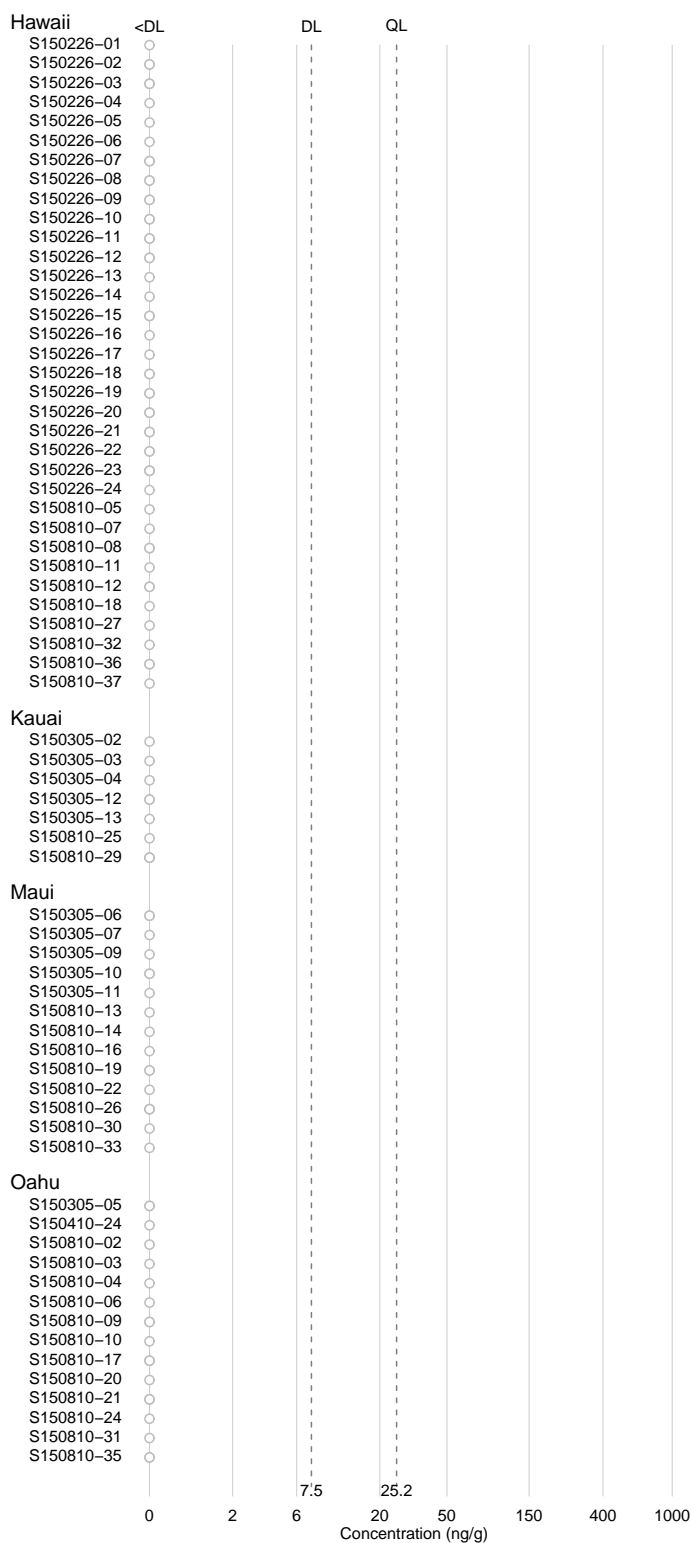 Hawaii <DL DL QL
S150226−01
S150226−02
S150226−03
S150226−04
S150226−05
S150226−06
S150226−07
S150226−08
S150226−09
S150226−10
S150226−11
S150226−12
S150226−13
S150226−14
S150226−15
S150226−16
S150226−17
S150226−18
S150226−19
S150226−20
S150226−21
S150226−22
S150226−23
S150226−24
S150810−05
S150810−07
S150810−08
S150810−11
S150810−12
S150810−18
S150810−27
S150810−32
S150810−36
S150810−37
Kauai
S150305−02
S150305−03
S150305−04
S150305−12
S150305−13
S150810−25
S150810−29
Maui
S150305−06
S150305−07
S150305−09
S150305−10
S150305−11
S150810−13
S150810−14
S150810−16
S150810−19
S150810−22
S150810−26
S150810−30
S150810−33
Oahu
S150305−05
S150410−24
S150810−02
S150810−03
S150810−04
S150810−06
S150810−09
S150810−10
S150810−17
S150810−20
S150810−21
S150810−24
S150810−31
S150810−35
7.5 25.2
0 2 6 20 50 150 400 1000
Concentration (ng/g)